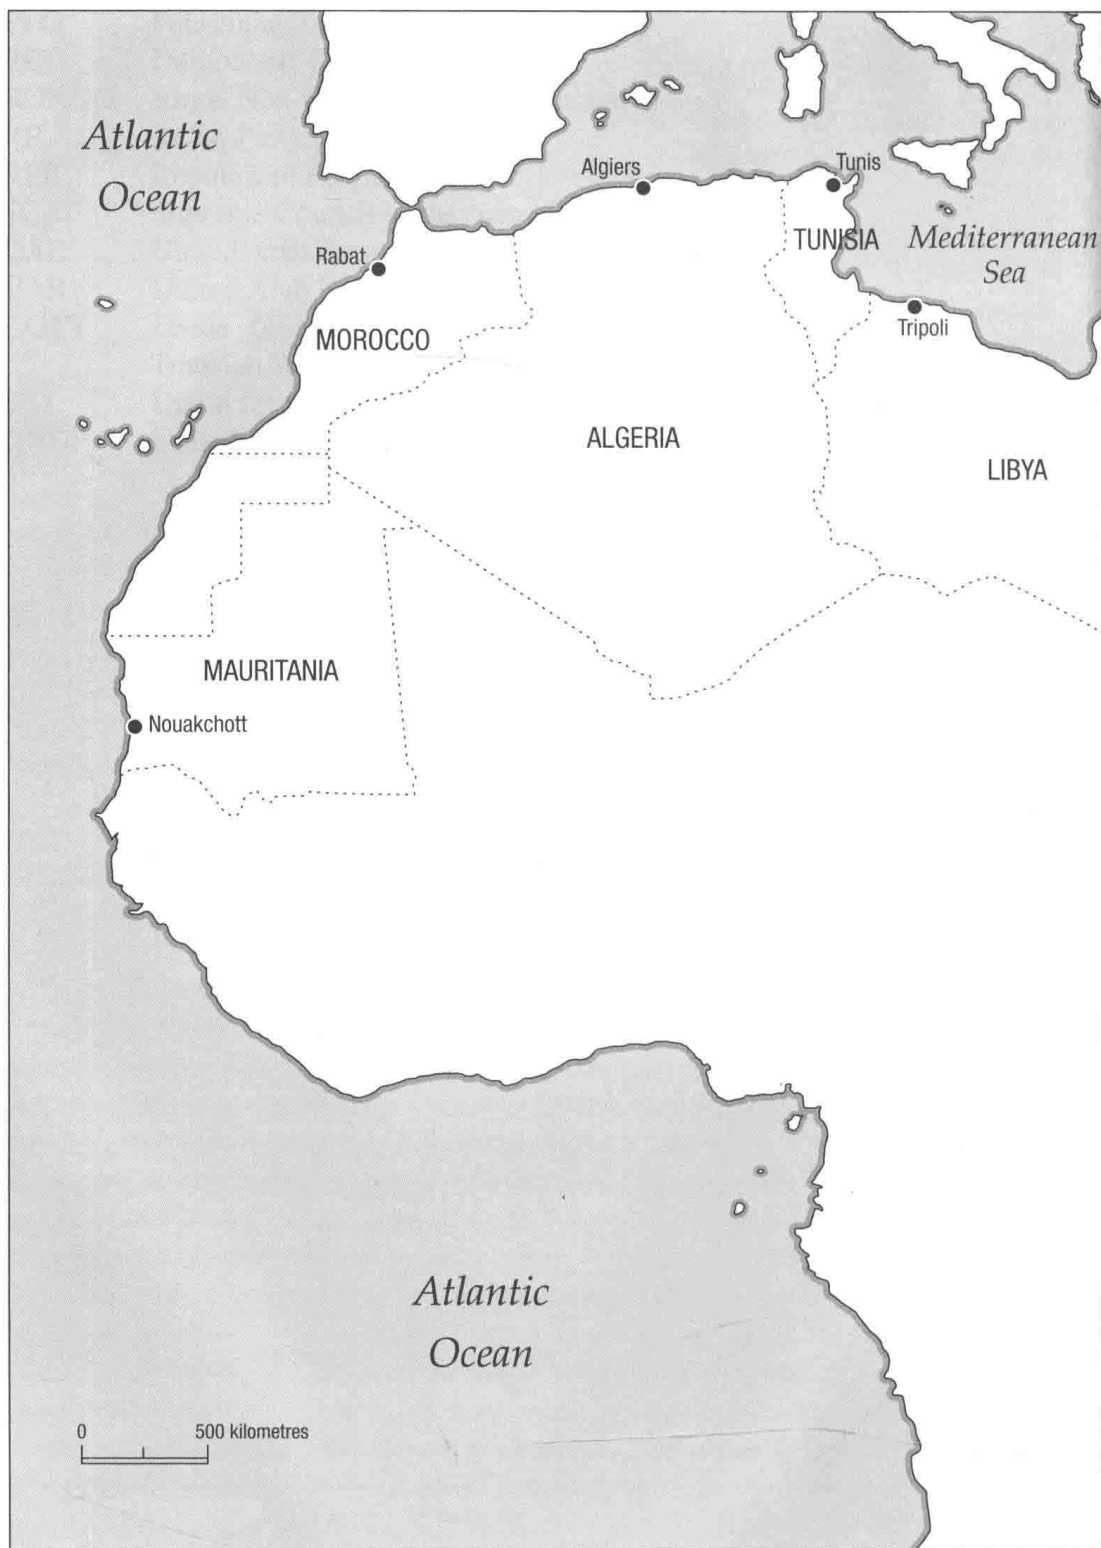 Atlantic
Ocean
Algiers
Tunis
TUNISIA
Mediterranean
Sea
Rabat
Tripoli
MOROCCO
ALGERIA
LIBYA
MAURITANIA
Nouakchott
Atlantic
Ocean
0 500 kilometres